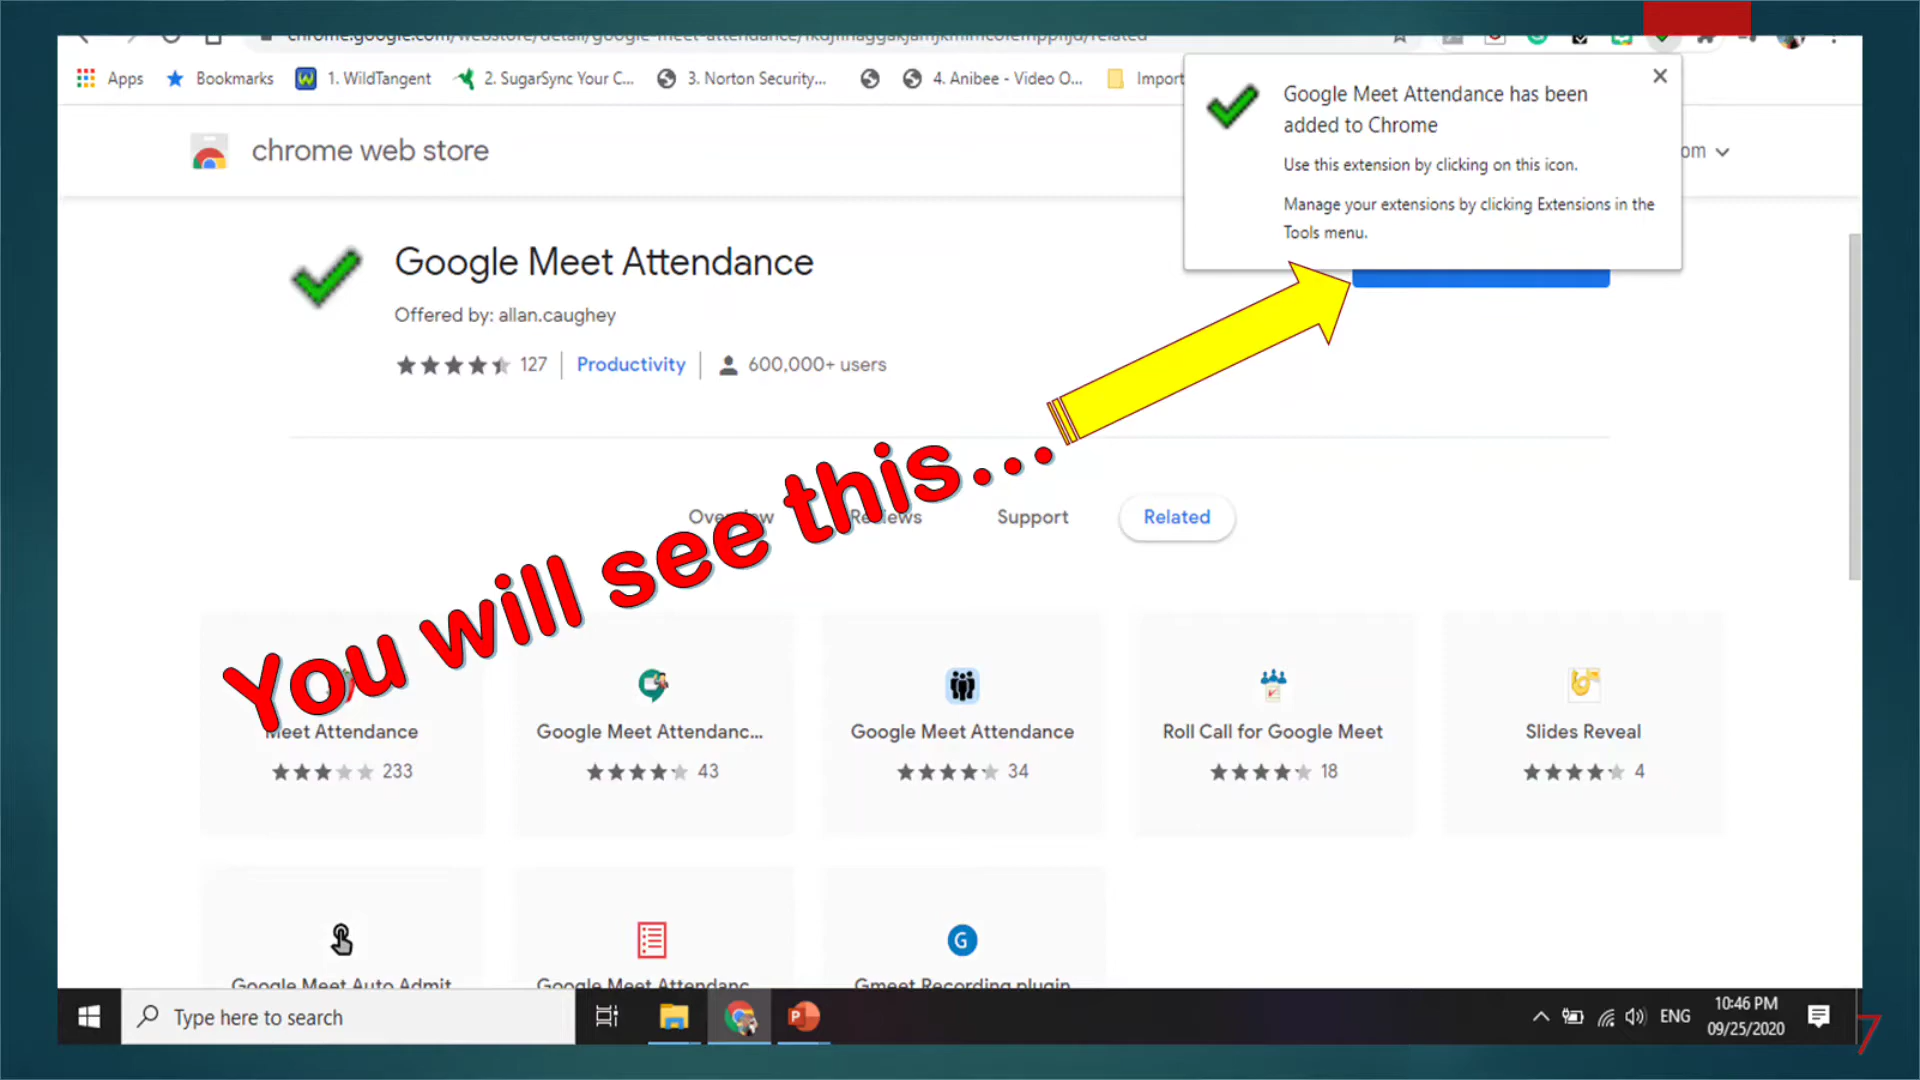 Apps
Bookmarks
1. WildTangent
2. SugarSync Your C...
3. Norton Security...
4. Anibee - Video O...
Import
Google Meet Attendance has been
added to Chrome
Use this extension by clicking on this icon.
Manage your extensions by clicking Extensions in the
Tools menu.
chrome web store
om
Google Meet Attendance
Offered by: allan.caughey
127
Productivity
600,000+ users
You will see this...
Overview
Reviews
Support
Related
Meet Attendance
233
Google Meet Attendanc...
43
Google Meet Attendance
34
Roll Call for Google Meet
18
Slides Reveal
4
Google Meet Auto Admit
Google Meet Attendanc
Gmeet Recording plugin
Type here to search
ENG
10:46 PM
09/25/2020
7